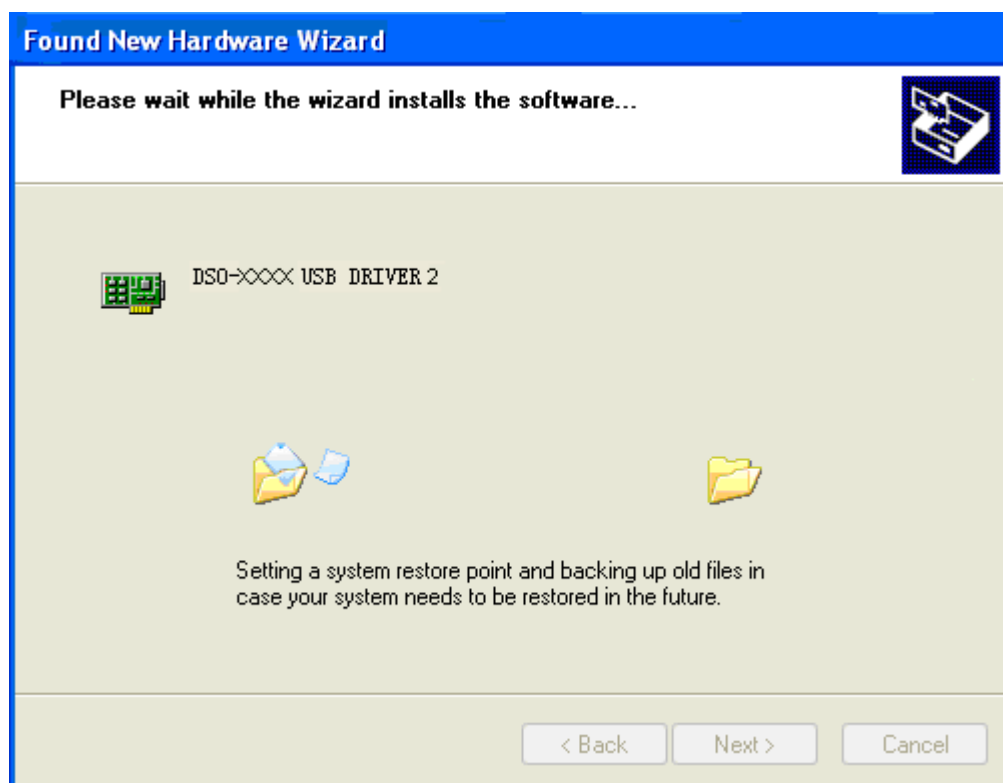 Found New Hardware Wizard
Please wait while the wizard installs the software...
DSO-XXXX USB DRIVER 2
Setting a system restore point and backing up old files in
case your system needs to be restored in the future.
< Back
Next >
Cancel